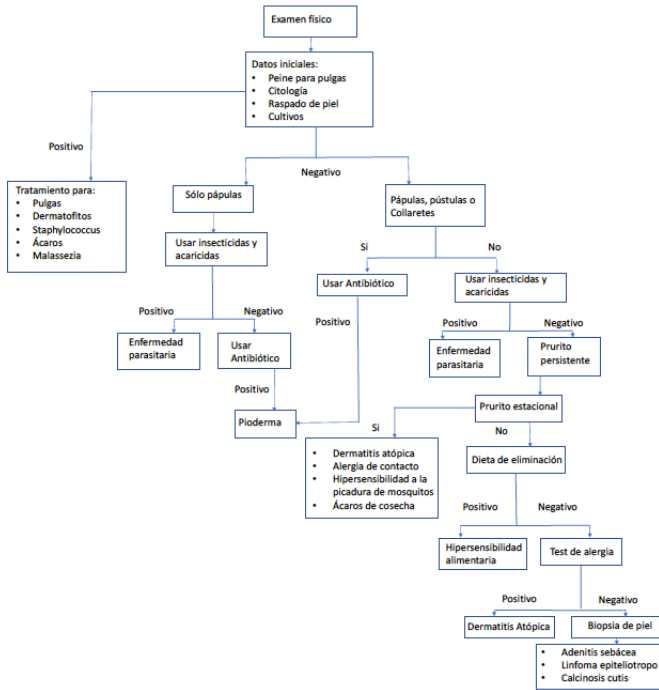 Examen físico
Datos iniciales:
• Peine para pulgas
• Citología
• Raspado de piel
• Cultivos
Positivo
Negativo
Tratamiento para:
• Pulgas
• Dermatofitos
• Staphylococcus
• Ácaros
• Malassezia
Sólo pápulas
Pápulas, pústulas o
Collaretes
Usar insecticidas y
acaricidas
Si
No
Usar Antibiótico
Usar insecticidas y
acaricidas
Positivo
Negativo
Positivo
Positivo
Negativo
Enfermedad
parasitaria
Usar
Antibiótico
Enfermedad
parasitaria
Prurito
persistente
Positivo
Pioderma
Prurito estacional
Si
No
• Dermatitis atópica
• Alergia de contacto
• Hipersensibilidad a la
picadura de mosquitos
• Ácaros de cosecha
Dieta de eliminación
Positivo
Negativo
Hipersensibilidad
alimentaria
Test de alergia
Positivo
Negativo
Dermatitis Atópica
Biopsia de piel
• Adenitis sebácea
• Linfoma epiteliotropo
• Calcinosis cutis